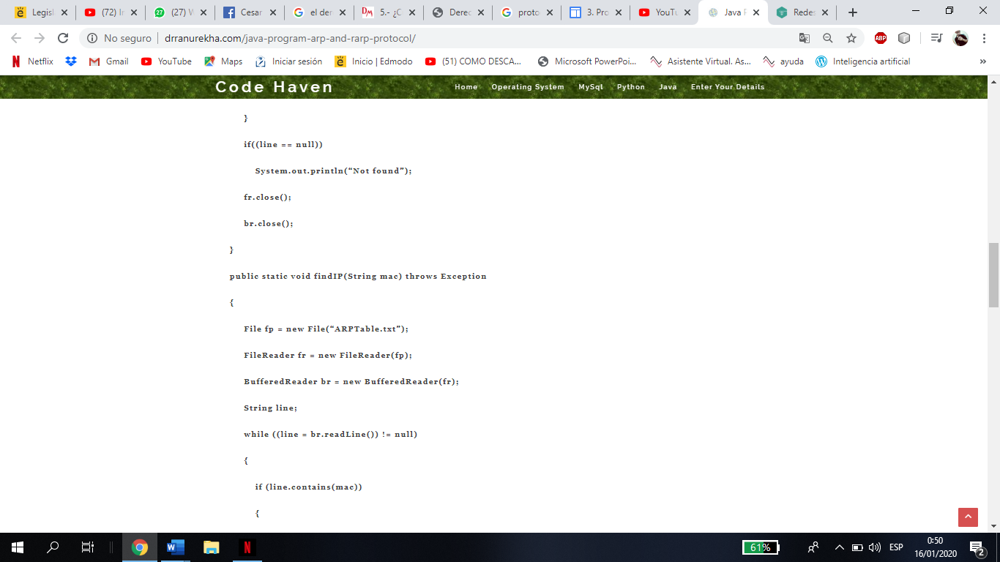 Legisl
(72) In
(27) W
Cesar
el der
5.- ¿C
Derec
proto
3. Pro
YouTu
Java P
Redes
No seguro
drranurekha.com/java-program-arp-and-rarp-protocol/
Netflix
Gmail
YouTube
Maps
Iniciar sesión
Inicio | Edmodo
(51) COMO DESCA...
Microsoft PowerPoi...
Asistente Virtual. As...
ayuda
Inteligencia artificial
»
Code Haven
Home
Operating System
MySql
Python
Java
Enter Your Details
}
if((line == null))
System.out.println(“Not found”);
fr.close();
br.close();
}
public static void findIP(String mac) throws Exception
{
File fp = new File(“ARPTable.txt”);
FileReader fr = new FileReader(fp);
BufferedReader br = new BufferedReader(fr);
String line;
while ((line = br.readLine()) != null)
{
if (line.contains(mac))
{
61%
ESP
0:50
16/01/2020
2